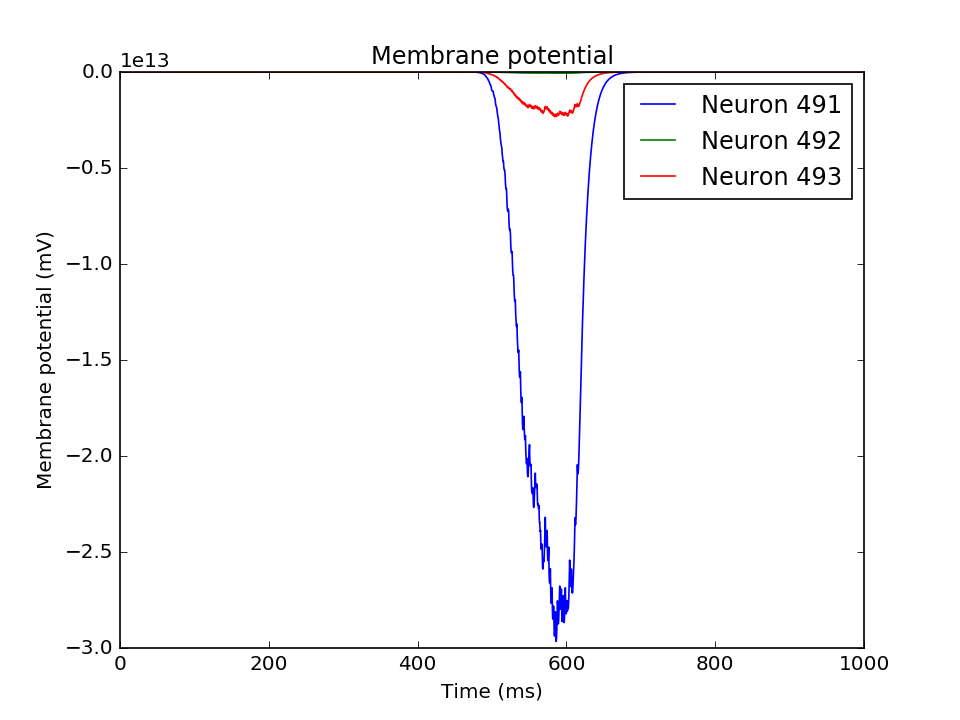 Membrane potential
1e13
0.0
−0.5
−1.0
−1.5
−2.0
−2.5
−3.0
Membrane potential (mV)
Neuron 491
Neuron 492
Neuron 493
0 200 400 600 800 1000
Time (ms)